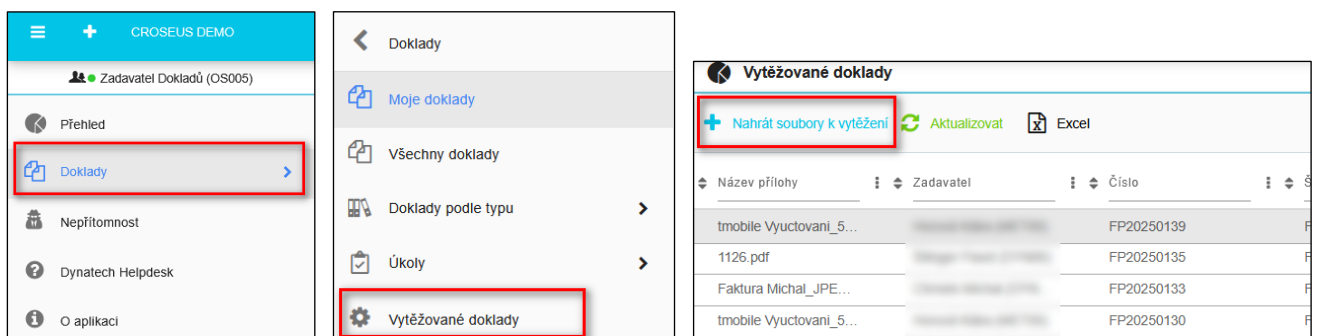 CROSEUS DEMO
Zadavatel Dokladů (OS005)
Přehled
Doklady
Nepřítomnost
Dynatech Helpdesk
O aplikaci
Doklady
Moje doklady
Všechny doklady
Doklady podle typu
Úkoly
Vytěžované doklady
Vytěžované doklady
Nahrát soubory k vytěžení Aktualizovat Excel
Název přílohy Zadavatel Číslo
tmobile Vyuctovani_5... FP20250139
1126.pdf FP20250135
Faktura Michal_JPE... FP20250133
tmobile Vyuctovani_5... FP20250130